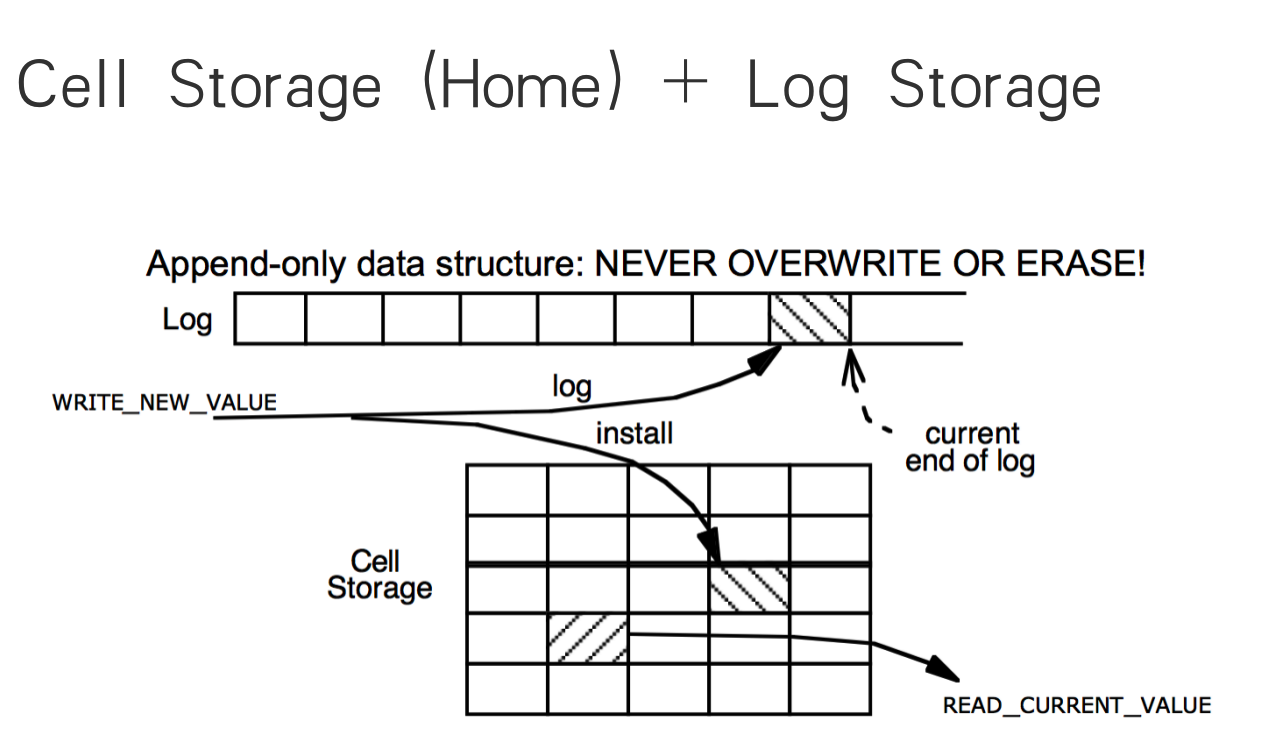 Cell Storage (Home) + Log Storage
Append-only data structure: NEVER OVERWRITE OR ERASE!
Log
log
WRITE_NEW_VALUE
install
current
end of log
Cell
Storage
READ_CURRENT_VALUE